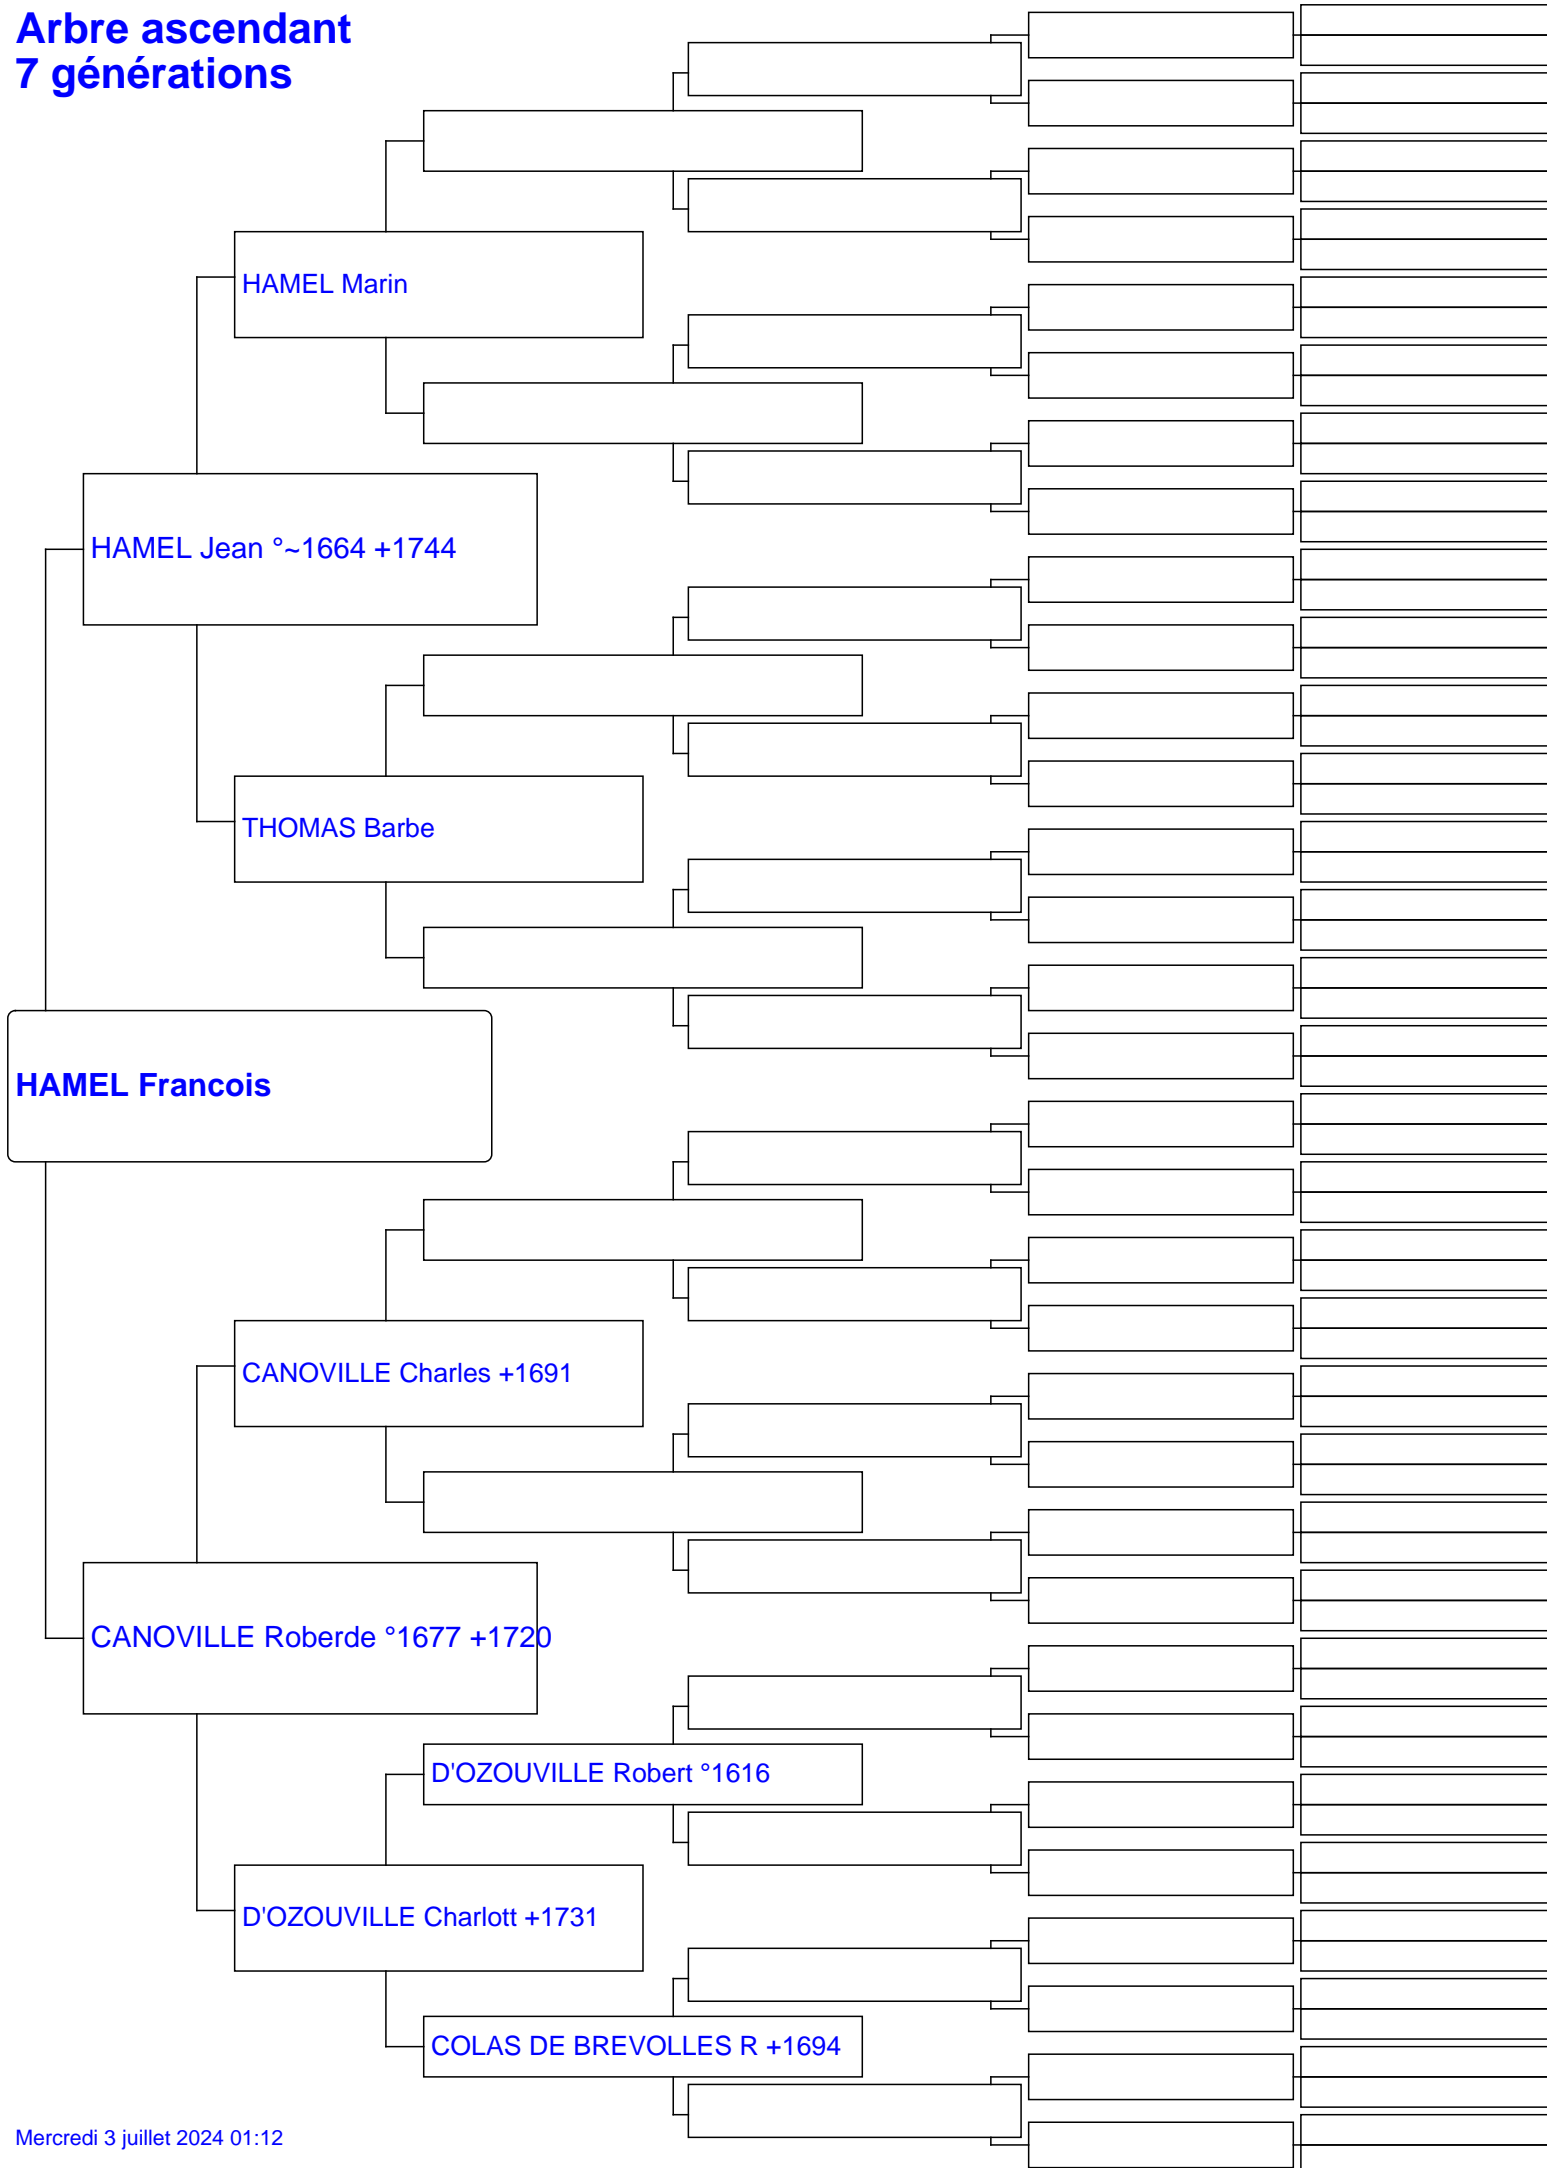 Arbre ascendant
7 générations
HAMEL Marin
HAMEL Jean °~1664 +1744
THOMAS Barbe
HAMEL Francois
CANOVILLE Charles +1691
CANOVILLE Roberde °1677 +1720
D'OZOUVILLE Robert °1616
D'OZOUVILLE Charlott +1731
COLAS DE BREVOLLES R +1694
Mercredi 3 juillet 2024 01:12